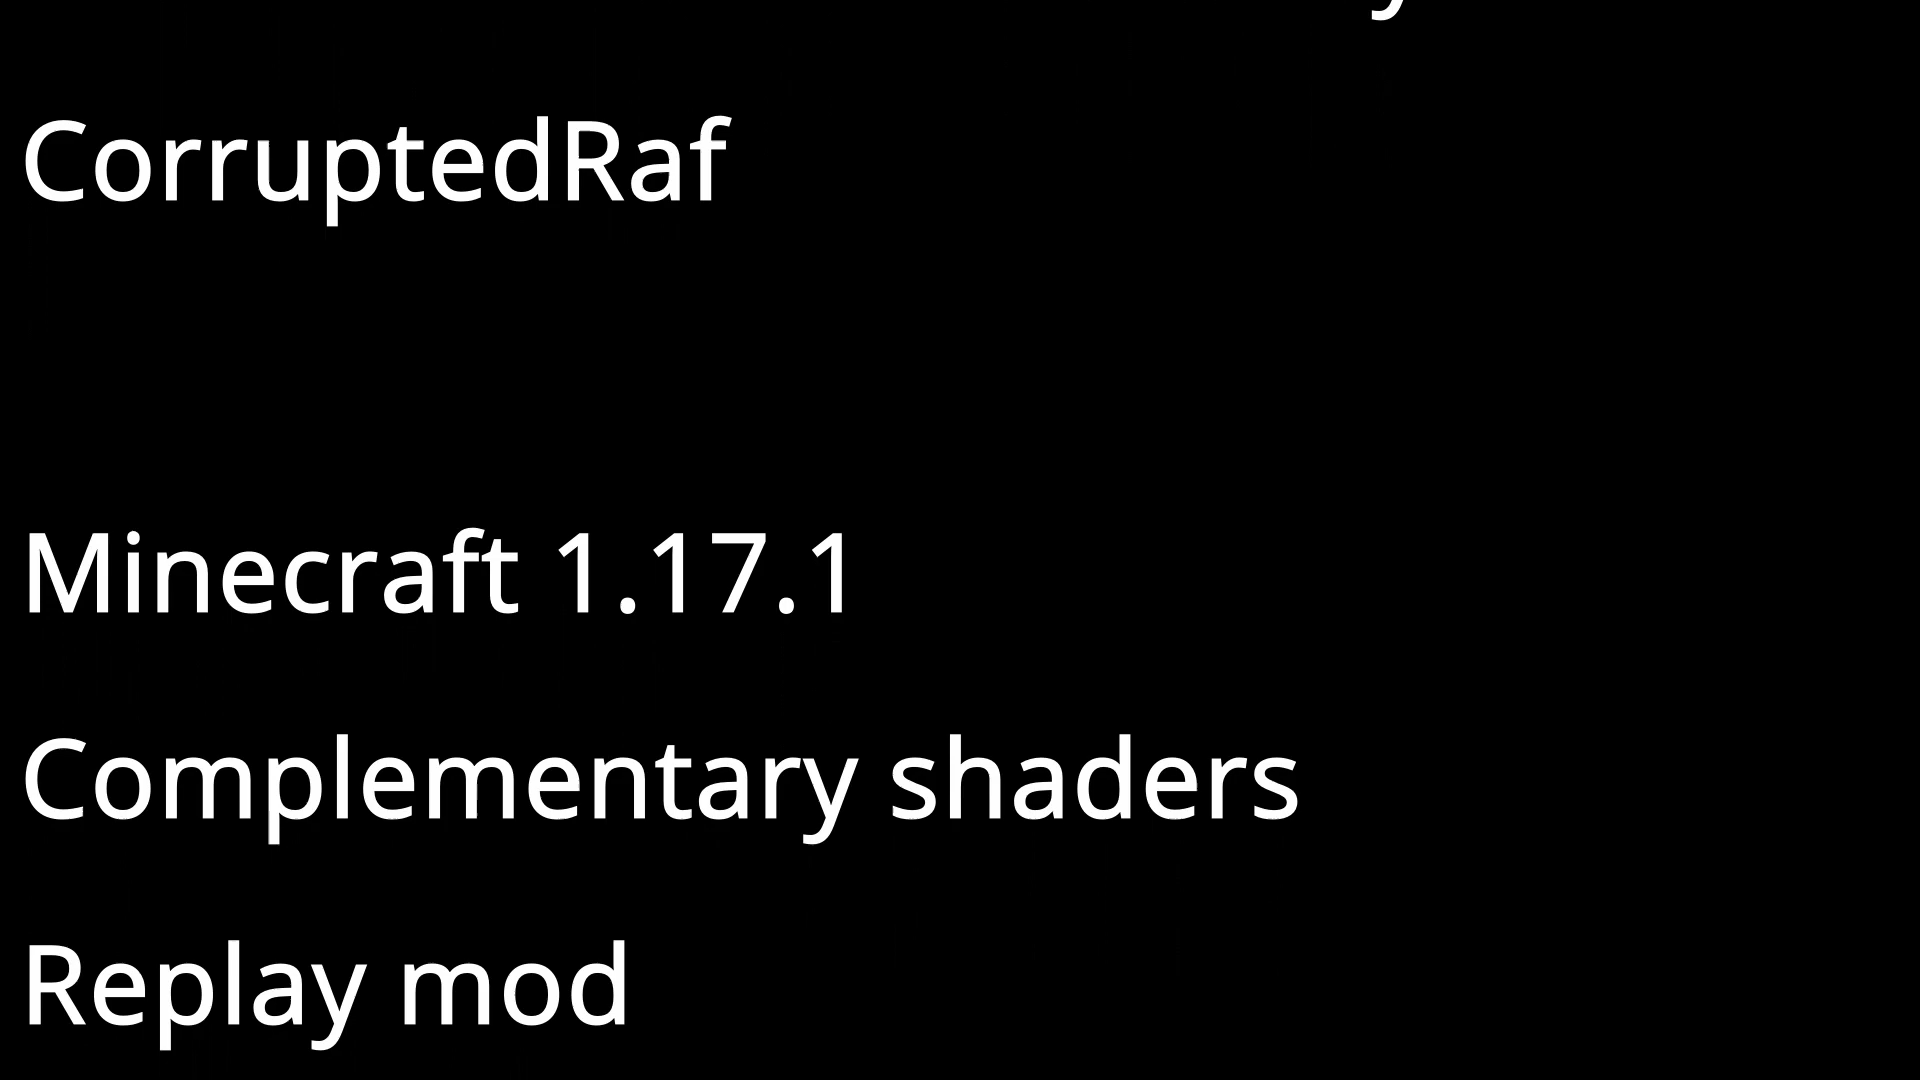 CorruptedRaf
Minecraft 1.17.1
Complementary shaders
Replay mod